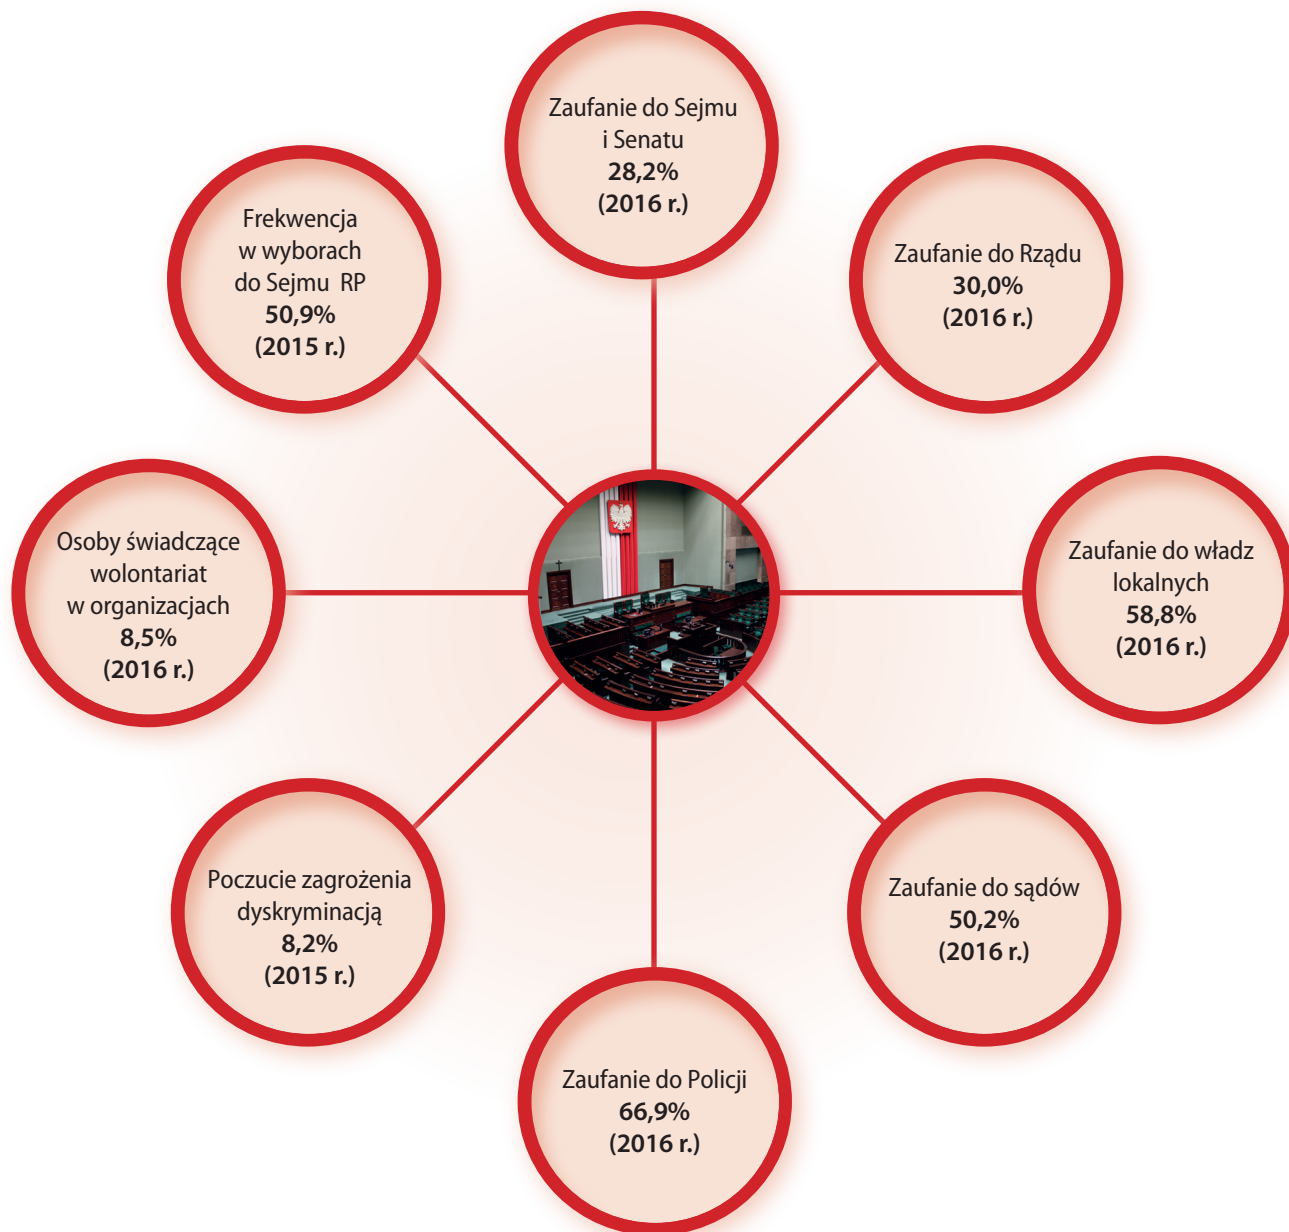 Zaufanie do Sejmu
i Senatu
28,2%
(2016 r.)
Zaufanie do Rządu
30,0%
(2016 r.)
Zaufanie do władz
lokalnych
58,8%
(2016 r.)
Zaufanie do sądów
50,2%
(2016 r.)
Zaufanie do Policji
66,9%
(2016 r.)
Poczucie zagrożenia
dyskryminacją
8,2%
(2015 r.)
Osoby świadczące
wolontariat
w organizacjach
8,5%
(2016 r.)
Frekwencja
w wyborach
do Sejmu RP
50,9%
(2015 r.)